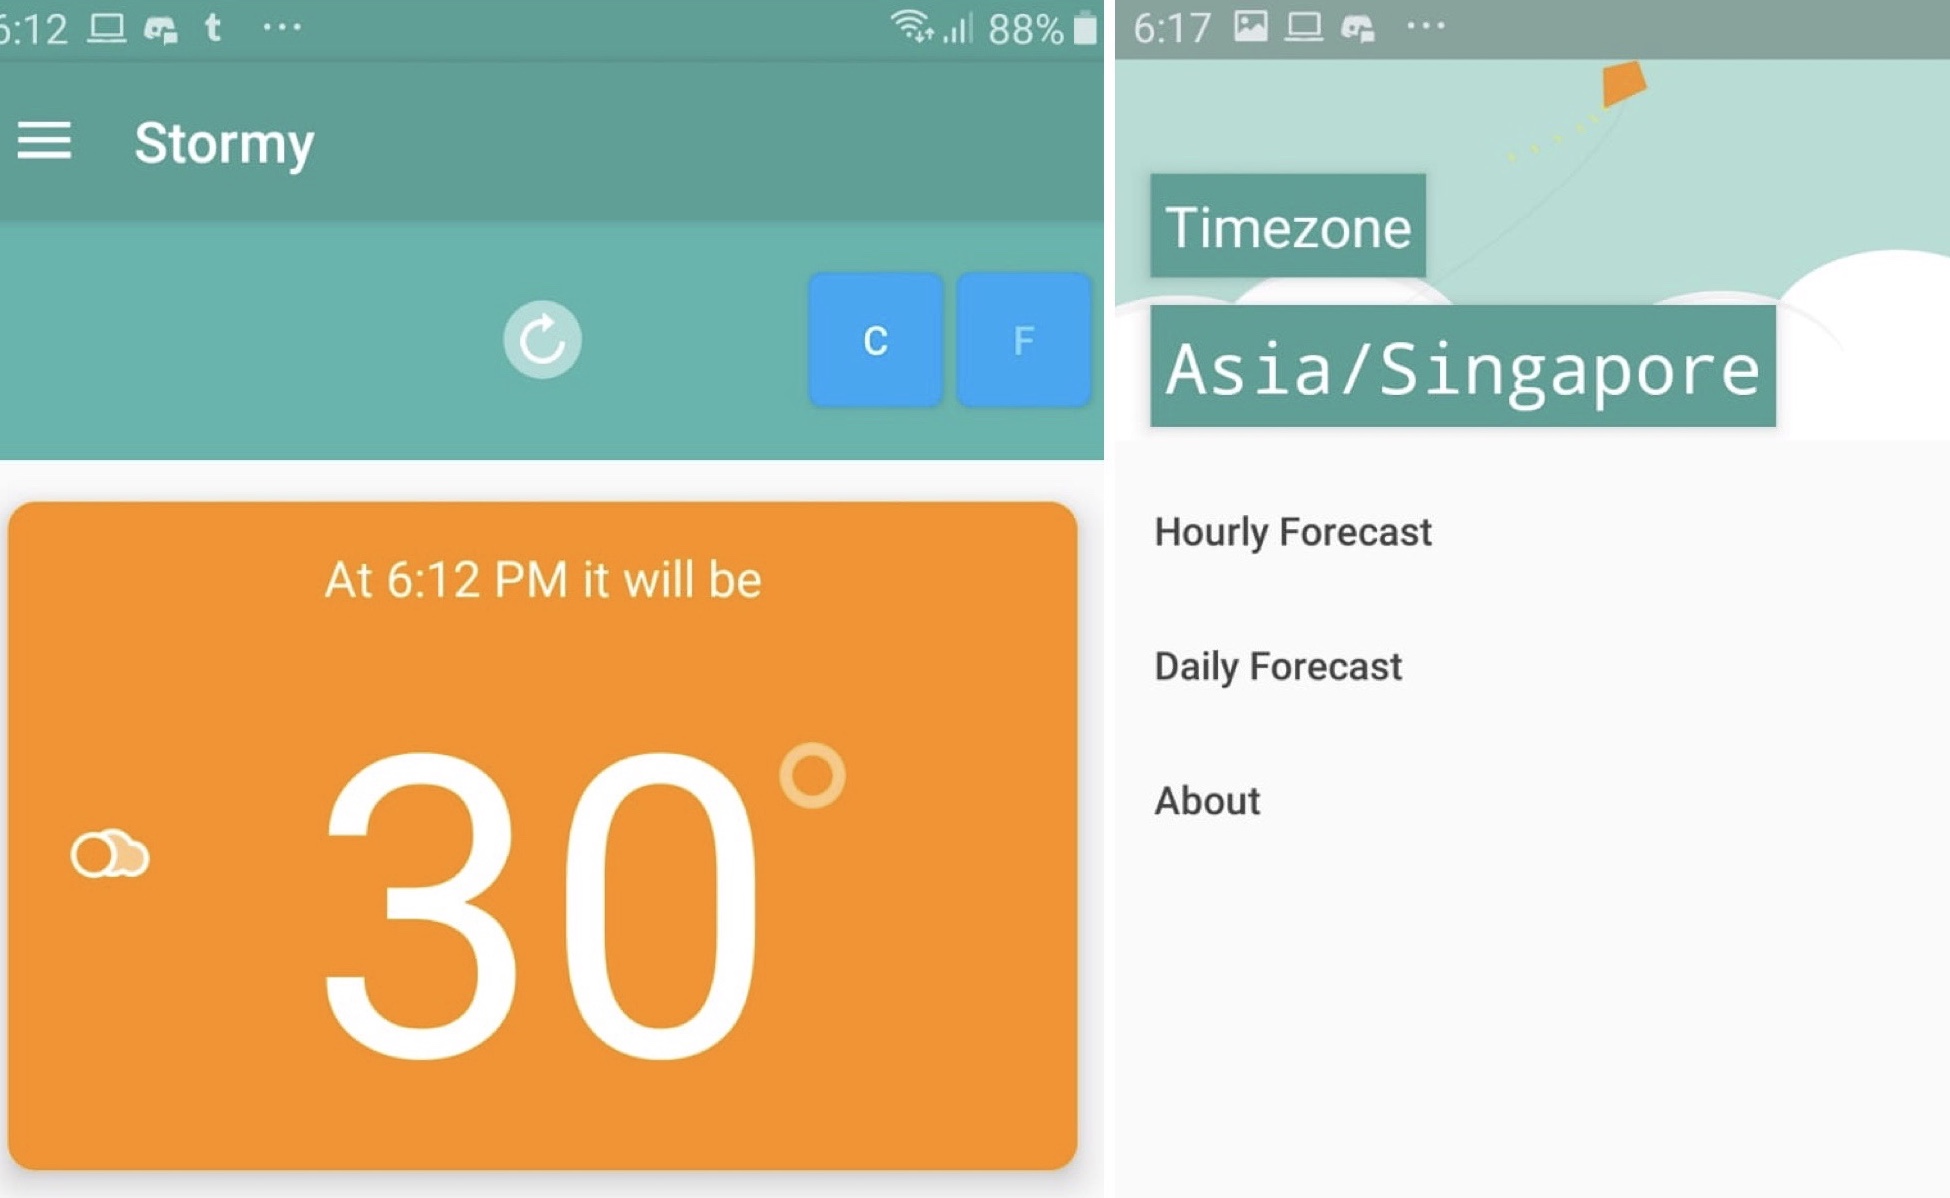 6:12 88%
Stormy
C F
At 6:12 PM it will be
30°
6:17
Timezone
Asia/Singapore
Hourly Forecast
Daily Forecast
About